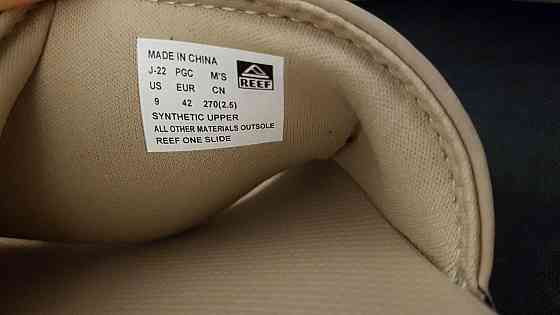 MADE IN CHINA
J-22 PGC M'S
REEF
US EUR CN
9 42 270(2.5)
SYNTHETIC UPPER
ALL OTHER MATERIALS OUTSOLE
REEF ONE SLIDE